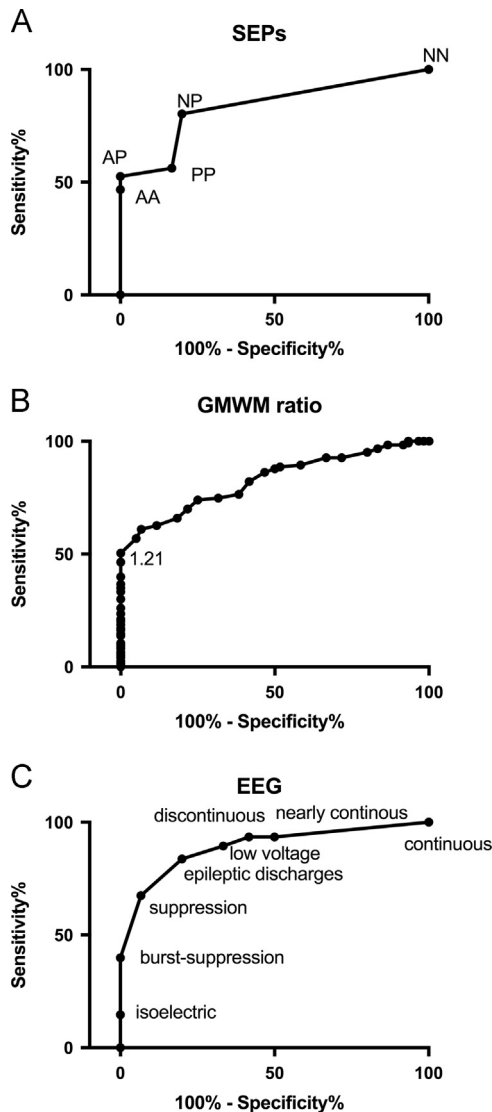 A
SEPs
100
NN
NP
AP
PP
AA
50
Sensitivity%
0
0 50 100
100% - Specificity%
B
GMWM ratio
100
1.21
50
Sensitivity%
0
0 50 100
100% - Specificity%
C
EEG
discontinuous nearly continous
100
continuous
low voltage
epileptic discharges
suppression
50
Sensitivity%
burst-suppression
isoelectric
0
0 50 100
100% - Specificity%